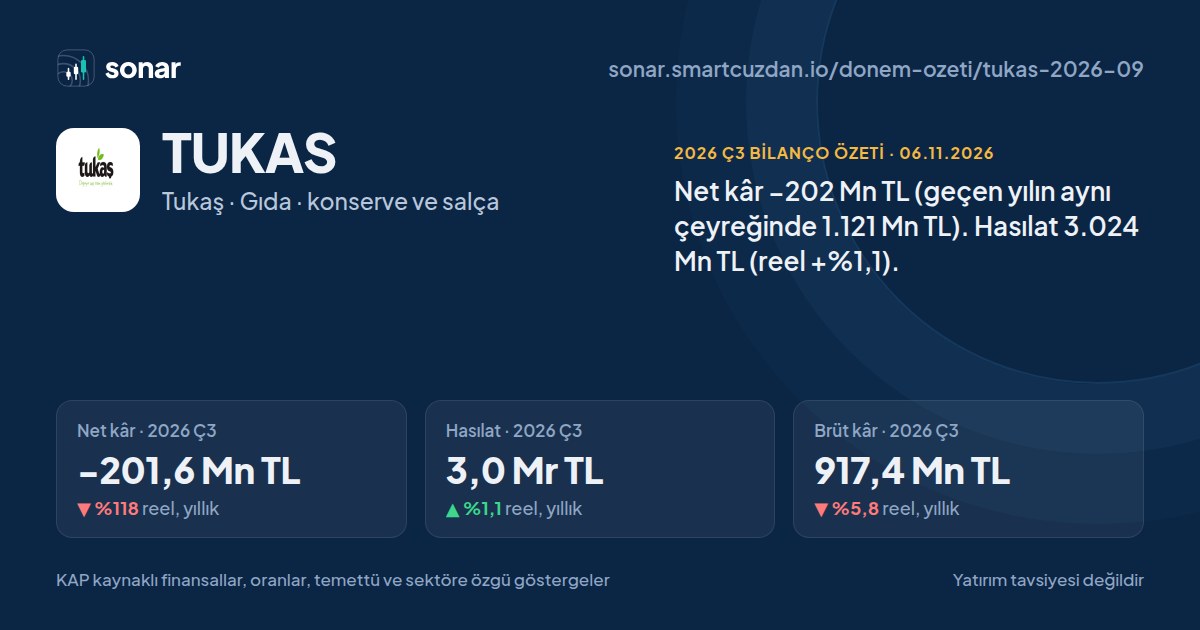 sonar
sonar.smartcuzdan.io/donem-ozeti/tukas-2026-09
tukaş
TUKAS
Tukaş · Gıda · konserve ve salça
2026 Ç3 BİLANÇO ÖZETİ · 06.11.2026
Net kâr −202 Mn TL (geçen yılın aynı
çeyreğinde 1.121 Mn TL). Hasılat 3.024
Mn TL (reel +%1,1).
Net kâr · 2026 Ç3
−201,6 Mn TL
▼ %118 reel, yıllık
Hasılat · 2026 Ç3
3,0 Mr TL
▲ %1,1 reel, yıllık
Brüt kâr · 2026 Ç3
917,4 Mn TL
▼ %5,8 reel, yıllık
KAP kaynaklı finansallar, oranlar, temettü ve sektöre özgü göstergeler
Yatırım tavsiyesi değildir